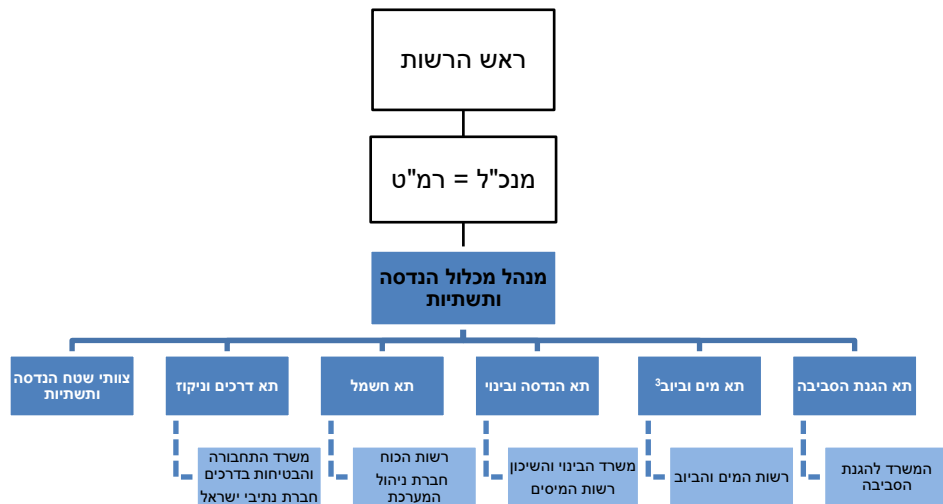 ראש הרשות
מנכ"ל = רמ"ט
מנהל מכלול הנדסה
ותשתיות
תא הגנת הסביבה
תא מים וביוב³
תא הנדסה ובינוי
תא חשמל
תא דרכים וניקוז
צוותי שטח הנדסה
ותשתיות
המשרד להגנת
הסביבה
רשות המים והביוב
משרד הבינוי והשיכון
רשות המיסים
רשות הכוח
חברת ניהול
המערכת
משרד התחבורה
והבטיחות בדרכים
חברת נתיבי ישראל